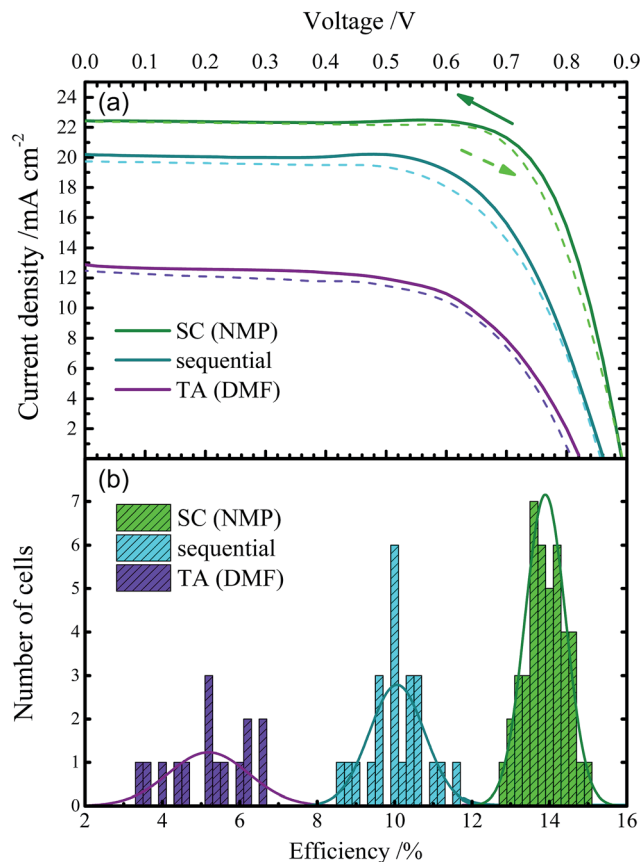 Voltage /V
0.0 0.1 0.2 0.3 0.4 0.5 0.6 0.7 0.8 0.9
(a)
24
22
20
18
16
14
12
10
8
6
4
2
Current density /mA cm-2
SC (NMP)
sequential
TA (DMF)
(b)
7
6
5
4
3
2
1
0
Number of cells
SC (NMP)
sequential
TA (DMF)
2 4 6 8 10 12 14 16
Efficiency /%